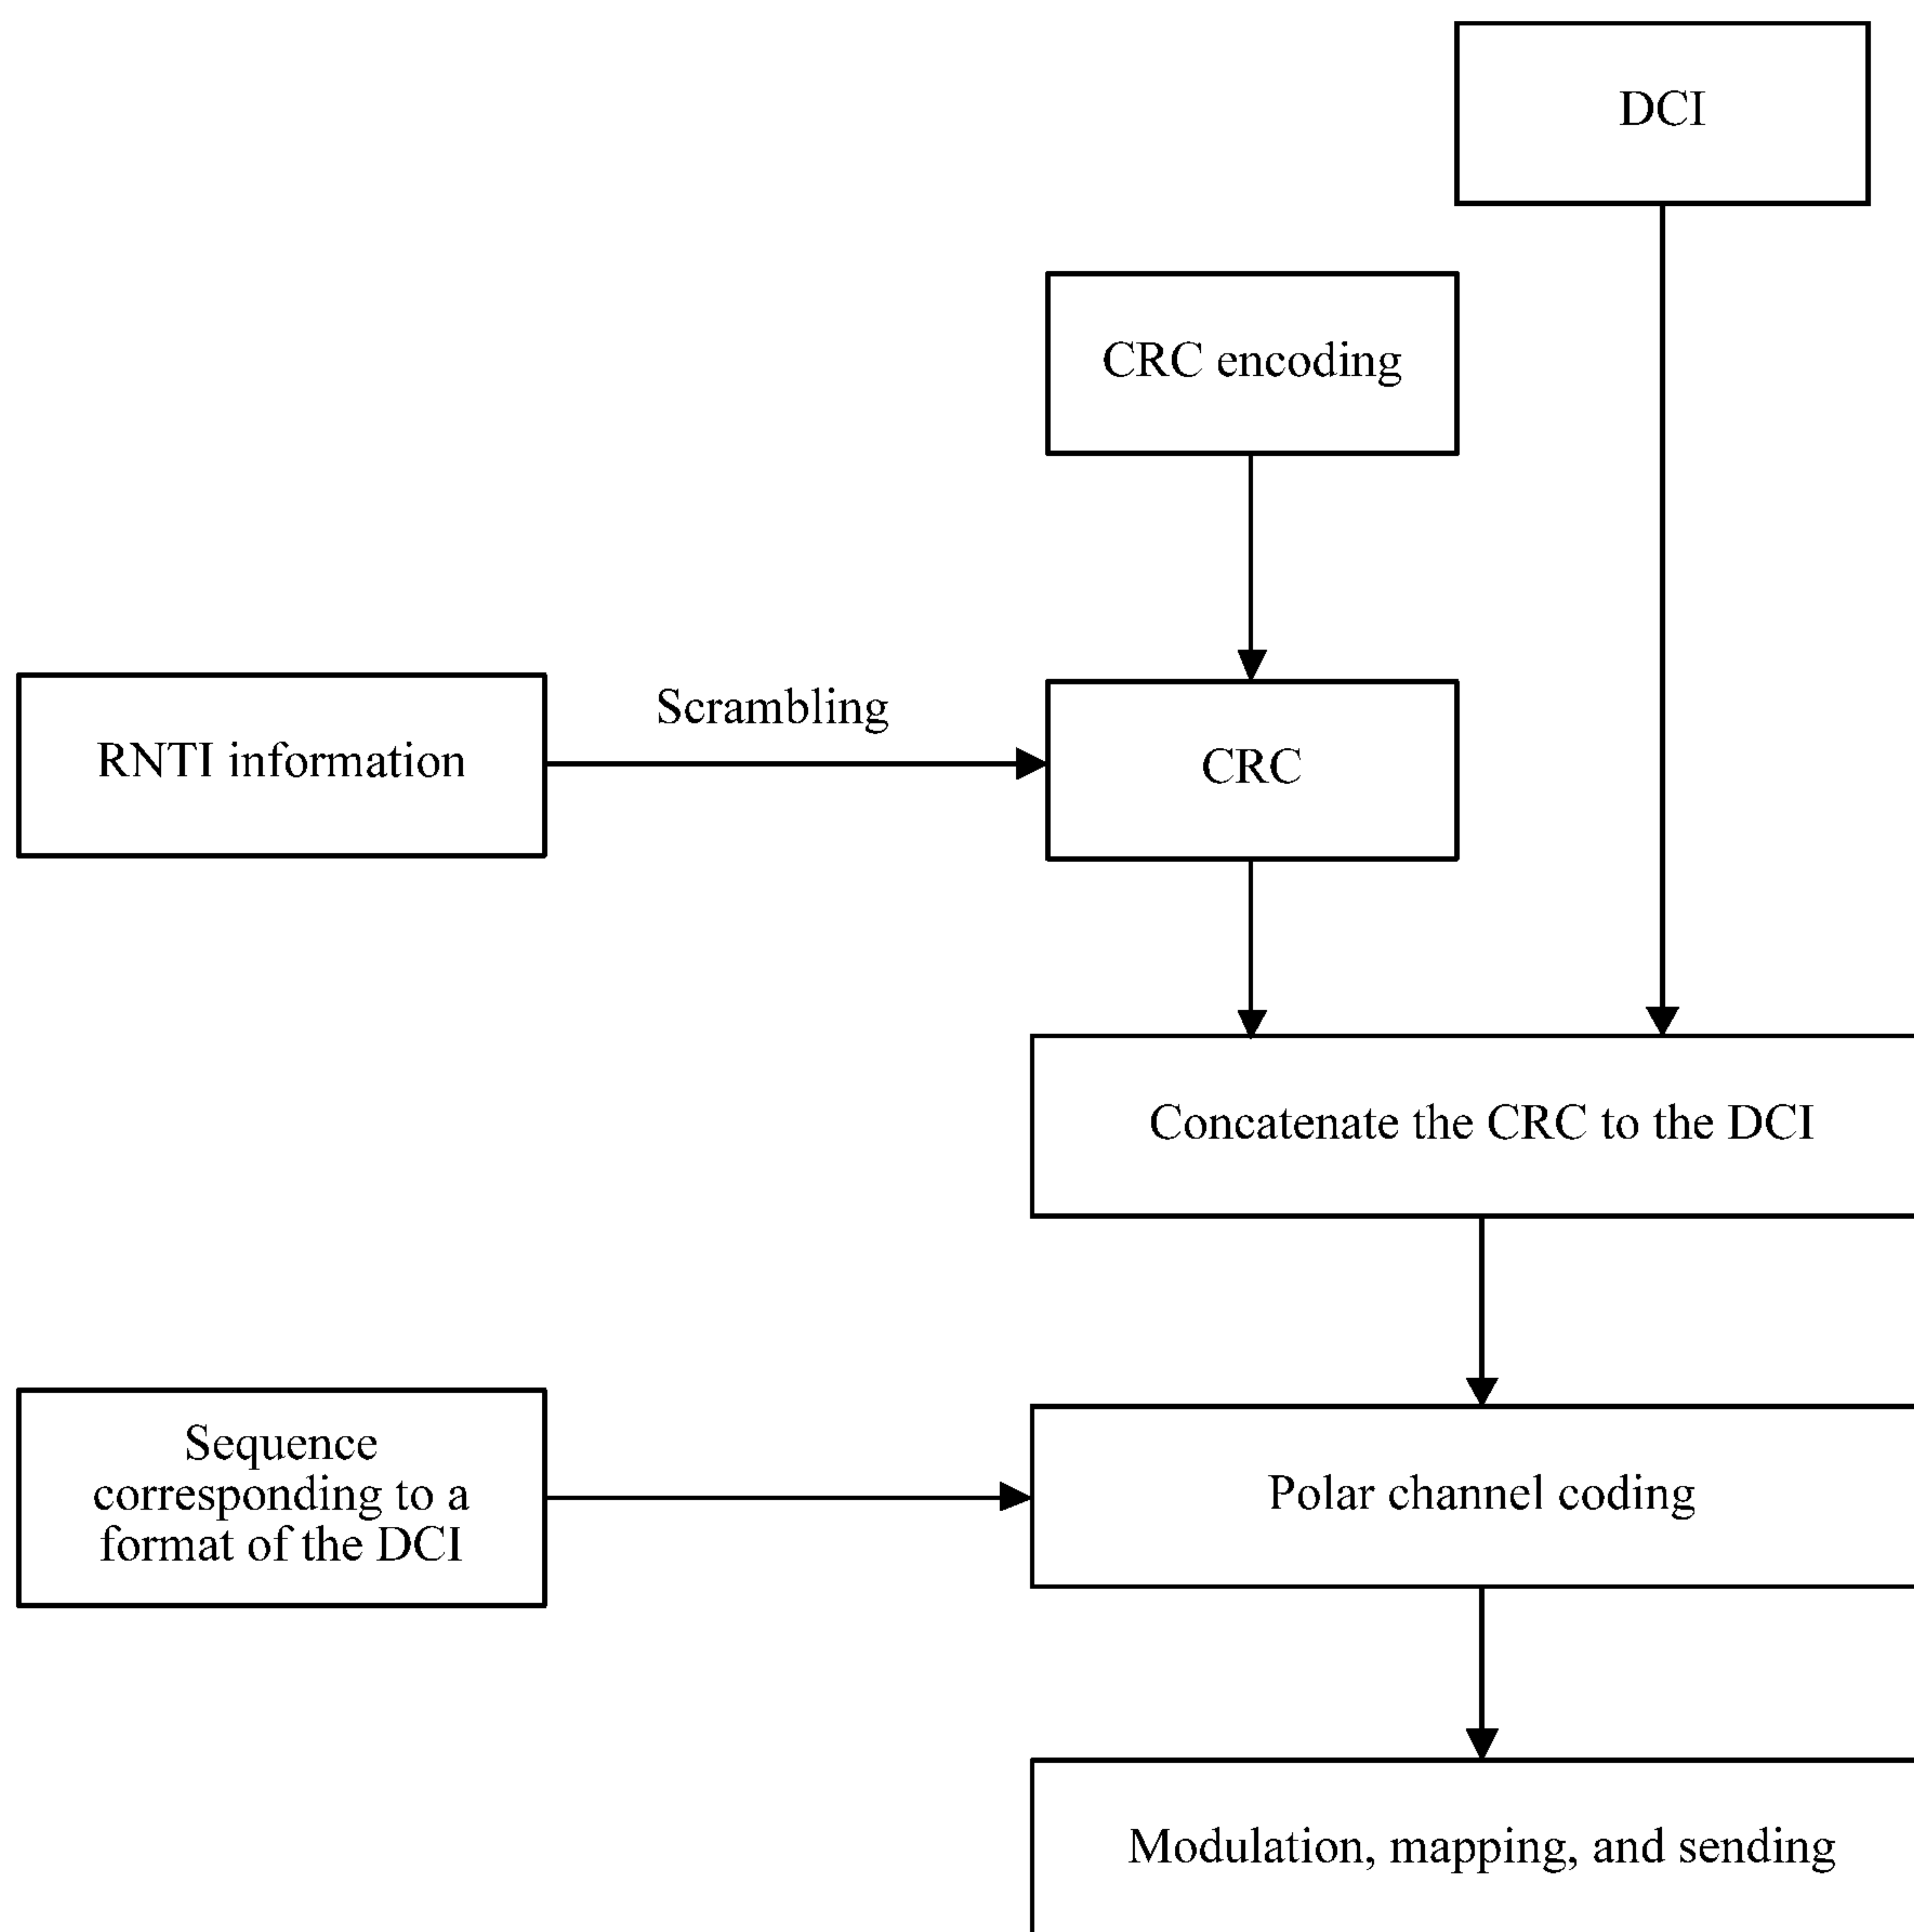 DCI
CRC encoding
Scrambling
RNTI information
CRC
Concatenate the CRC to the DCI
Sequence
corresponding to a
format of the DCI
Polar channel coding
Modulation, mapping, and sending